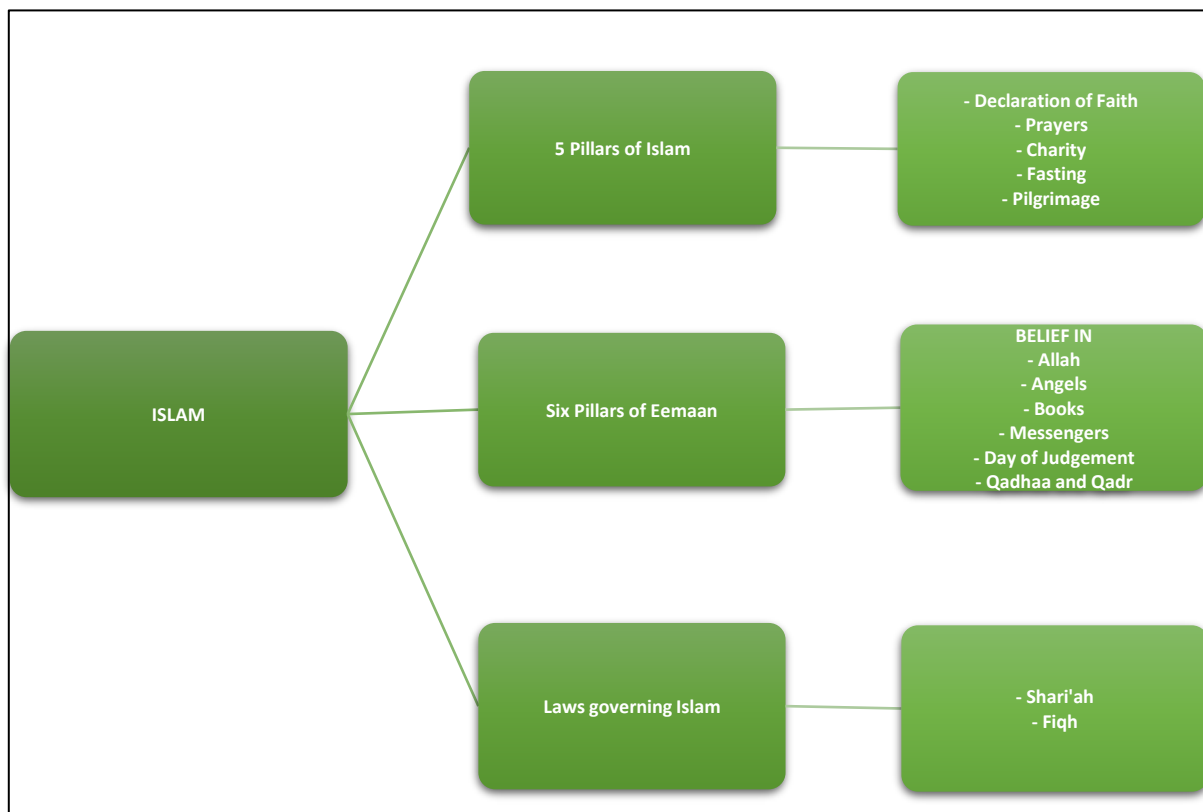 ISLAM
5 Pillars of Islam
- Declaration of Faith
- Prayers
- Charity
- Fasting
- Pilgrimage
Six Pillars of Eemaan
BELIEF IN
- Allah
- Angels
- Books
- Messengers
- Day of Judgement
- Qadhaa and Qadr
Laws governing Islam
- Shari'ah
- Fiqh